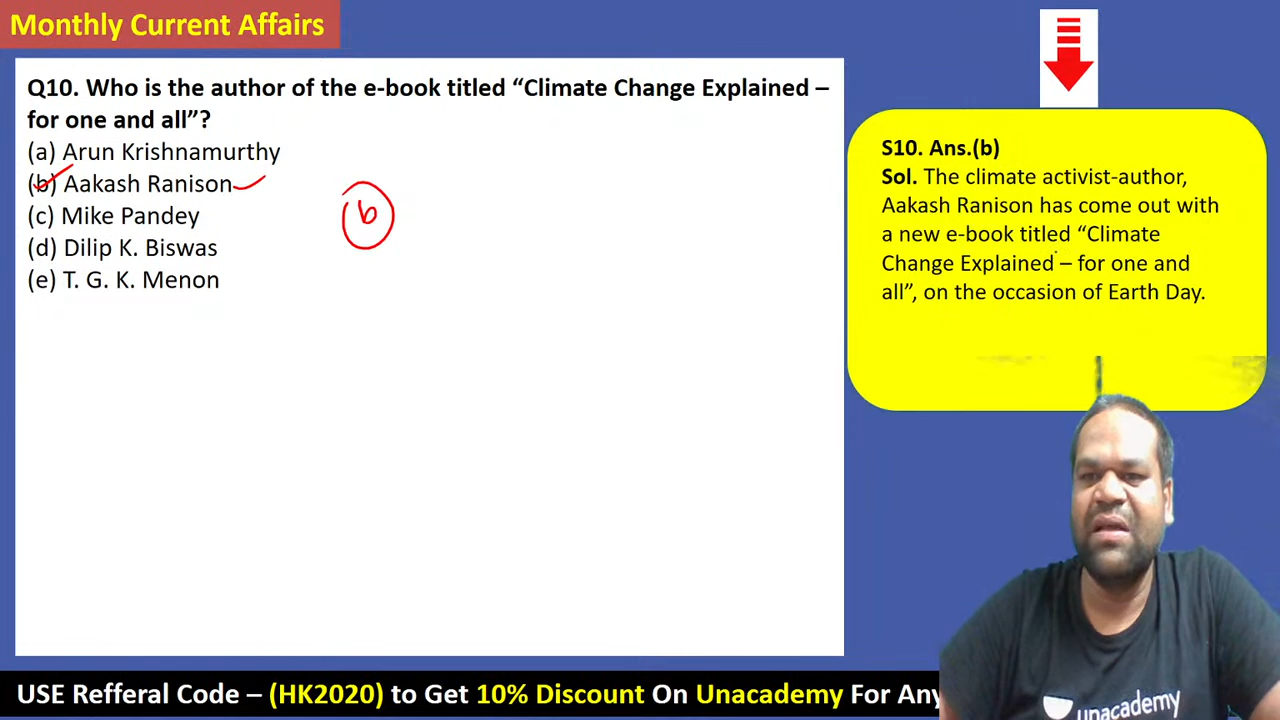 Monthly Current Affairs
Q10. Who is the author of the e-book titled “Climate Change Explained –
for one and all”?
(a) Arun Krishnamurthy
(b) Aakash Ranison
(c) Mike Pandey
(d) Dilip K. Biswas
(e) T. G. K. Menon
b
S10. Ans.(b)
Sol. The climate activist-author,
Aakash Ranison has come out with
a new e-book titled “Climate
Change Explained – for one and
all”, on the occasion of Earth Day.
USE Refferal Code – (HK2020) to Get 10% Discount On Unacademy For Any
unacademy